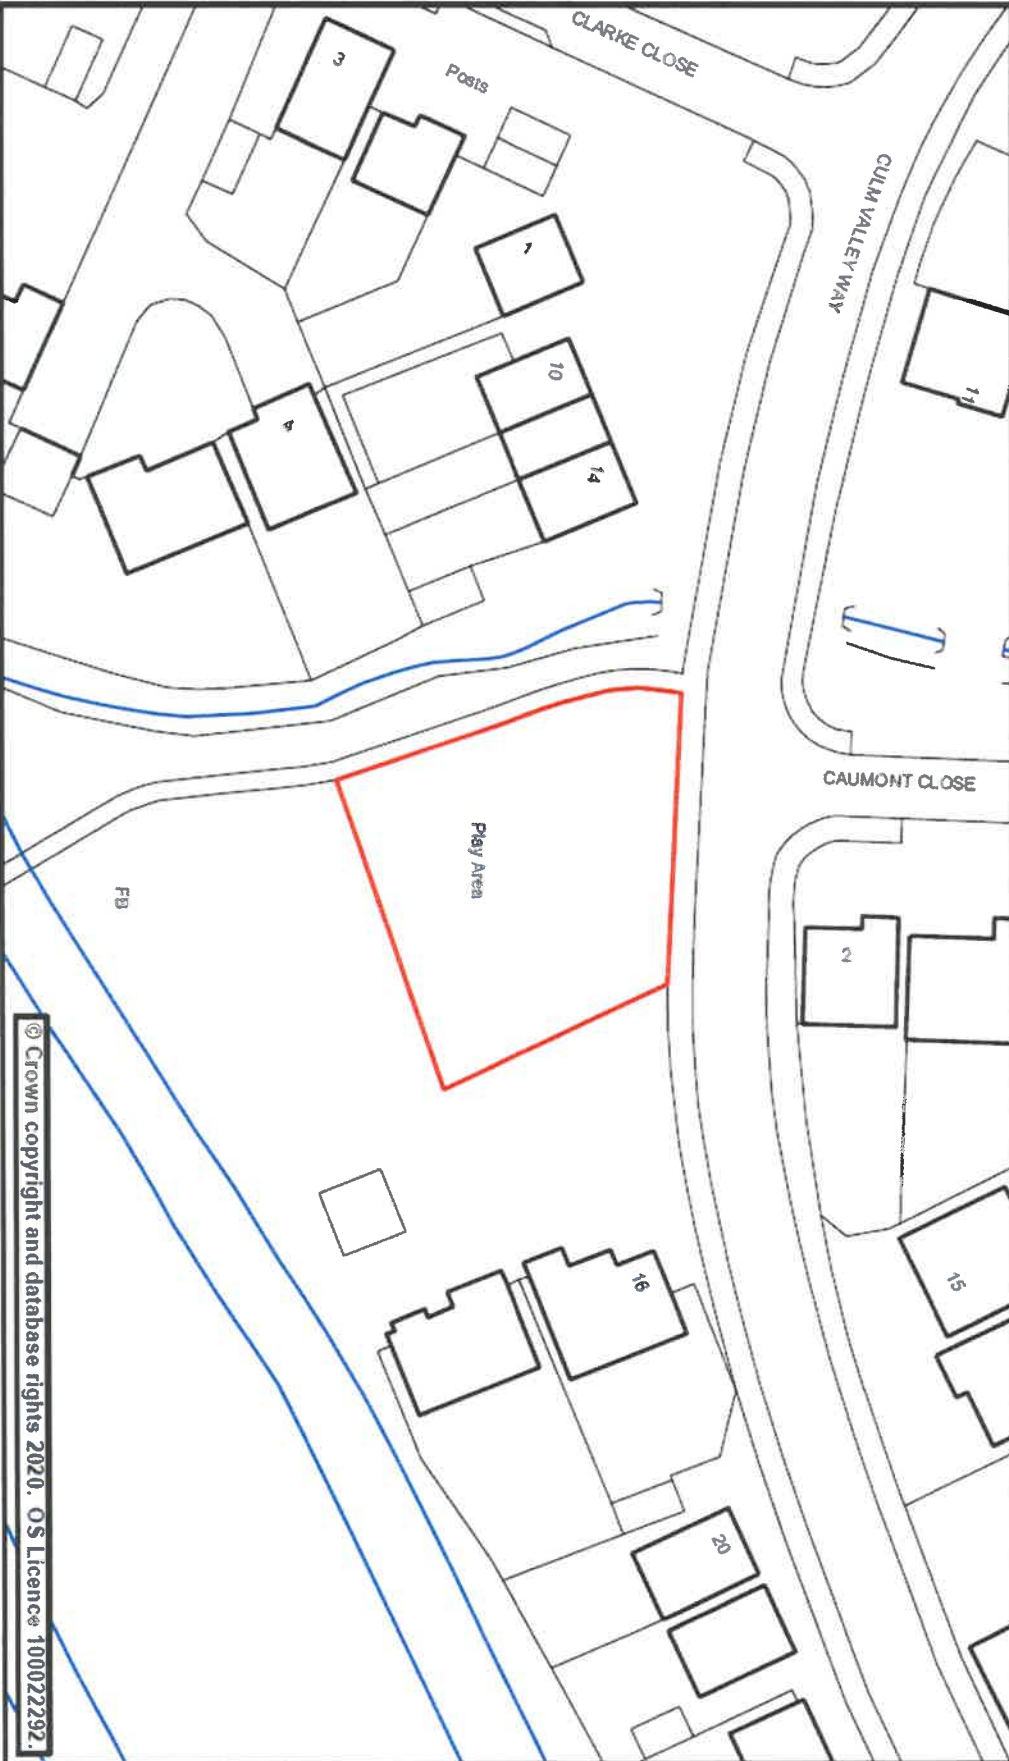 CLARKE CLOSE
3
Posts
CULM VALLEY WAY
1
10
11
14
4
CAUMONT CLOSE
Play Area
FB
2
15
16
20
© Crown copyright and database rights 2020. OS Licence 100022292.